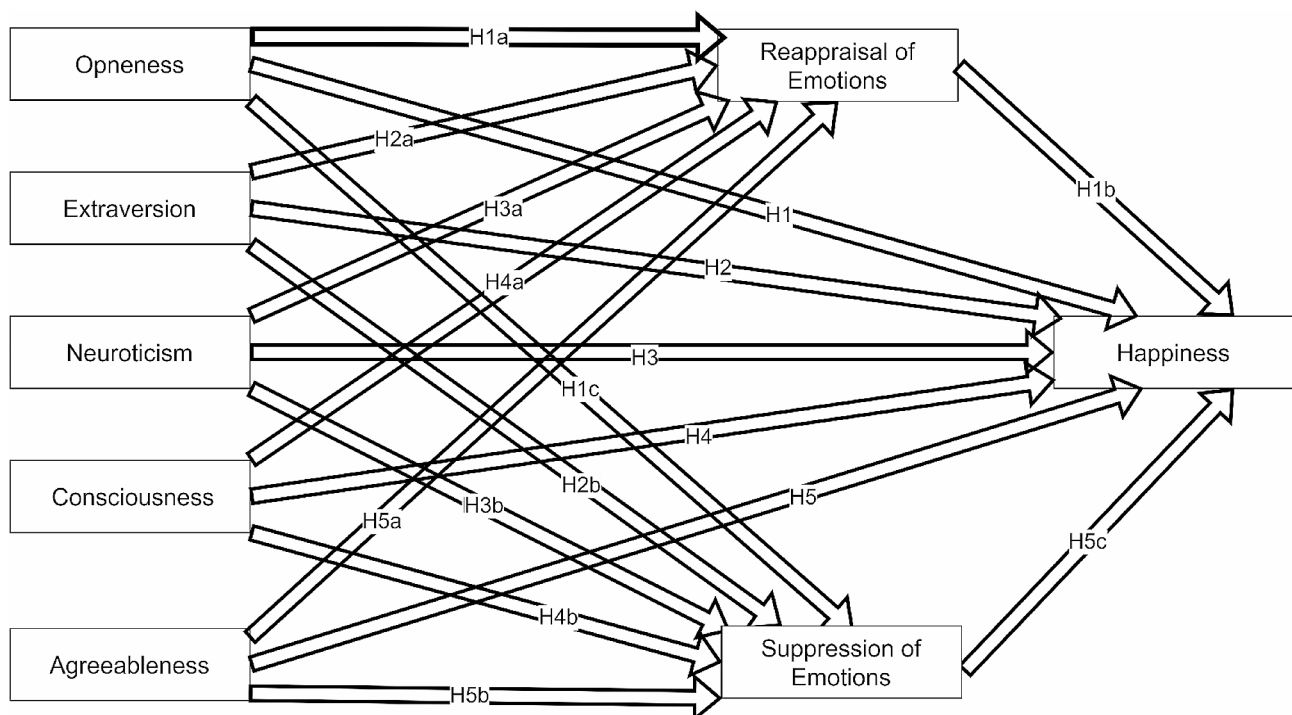 Opneness
H1a
Reappraisal of
Emotions
H2a
H1b
Extraversion
H3a
H1
H4a
H2
Neuroticism
H3
Happiness
H1c
H4
Consciousness
H2b
H3b
H5
H5a
H5c
H4b
Agreeableness
Suppression of
Emotions
H5b